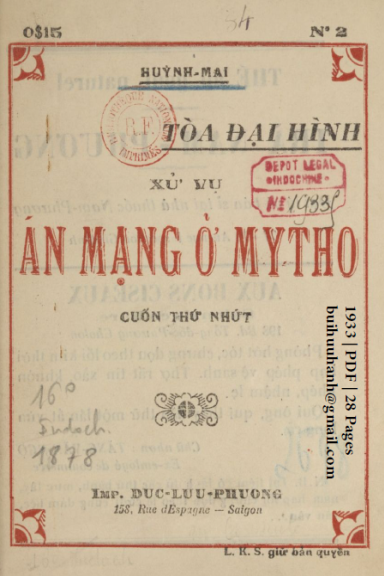 0$15
N° 2
HUỲNH-MAI
TÒA ĐẠI HÌNH
R.F.
DEPOT LEGAL
INDOCHINE
N° 19339
XỬ VỤ
ÁN MẠNG Ở MYTHO
CUỐN THỨ NHỨT
1933 | PDF | 28 Pages
buihuuhanh@gmail.com
16°
Indoch.
1878
IMP. DUC-LUU-PHUONG
158, Rue d'Espagne — Saigon
L. K. S. giữ bản quyền